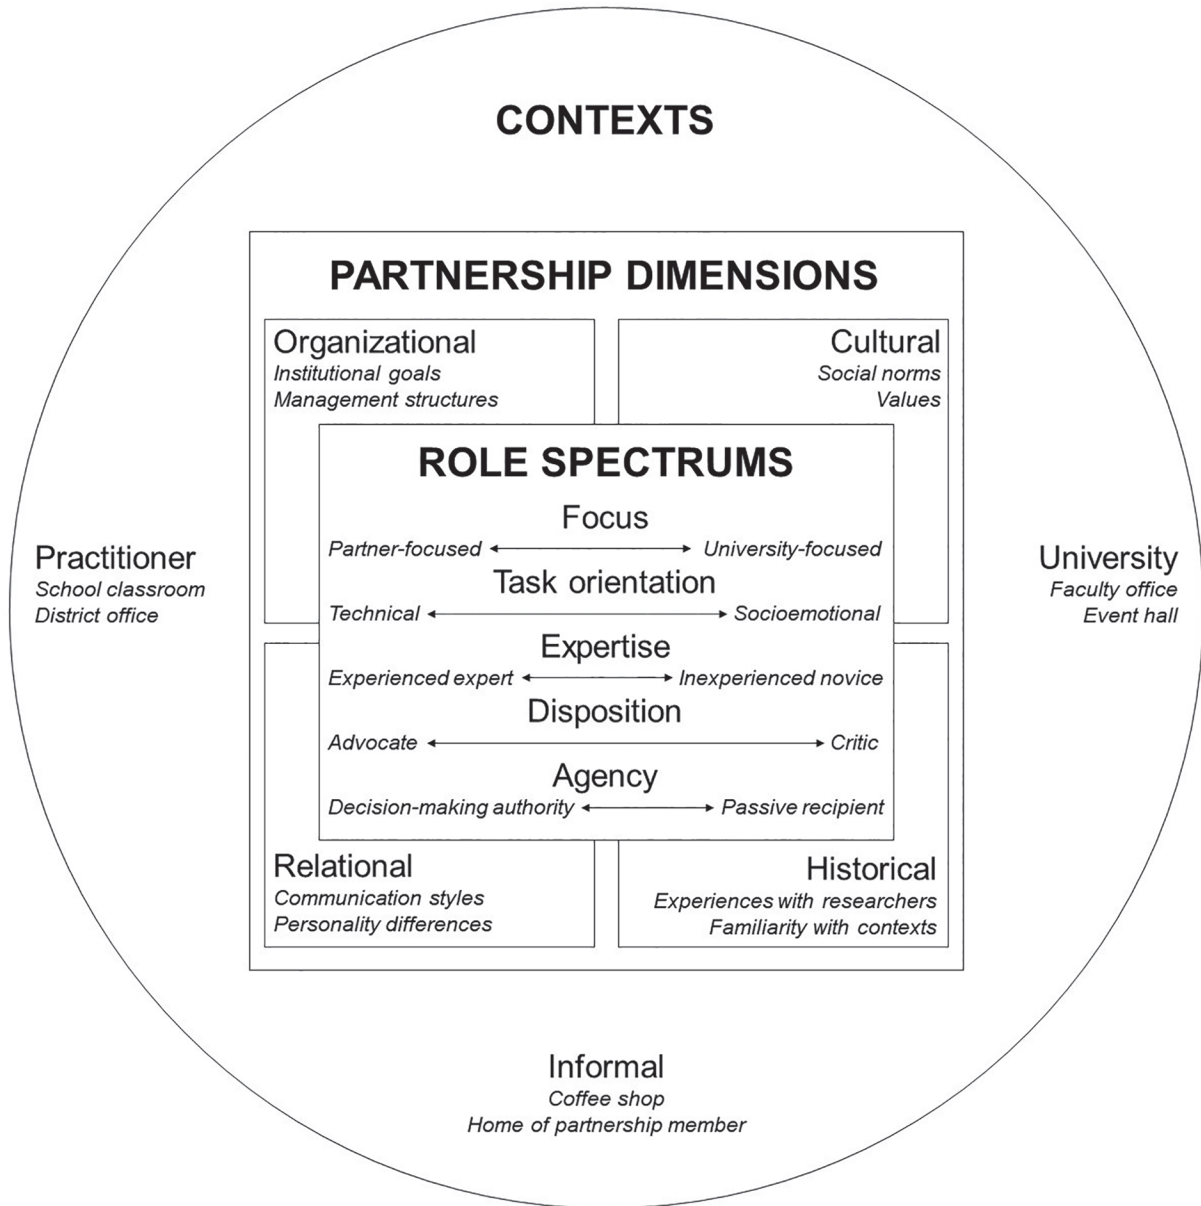 CONTEXTS
PARTNERSHIP DIMENSIONS
Organizational
Institutional goals
Management structures
Cultural
Social norms
Values
ROLE SPECTRUMS
Focus
Partner-focused University-focused
Task orientation
Technical Socioemotional
Expertise
Experienced expert Inexperienced novice
Disposition
Advocate Critic
Agency
Decision-making authority Passive recipient
Practitioner
School classroom
District office
University
Faculty office
Event hall
Relational
Communication styles
Personality differences
Historical
Experiences with researchers
Familiarity with contexts
Informal
Coffee shop
Home of partnership member